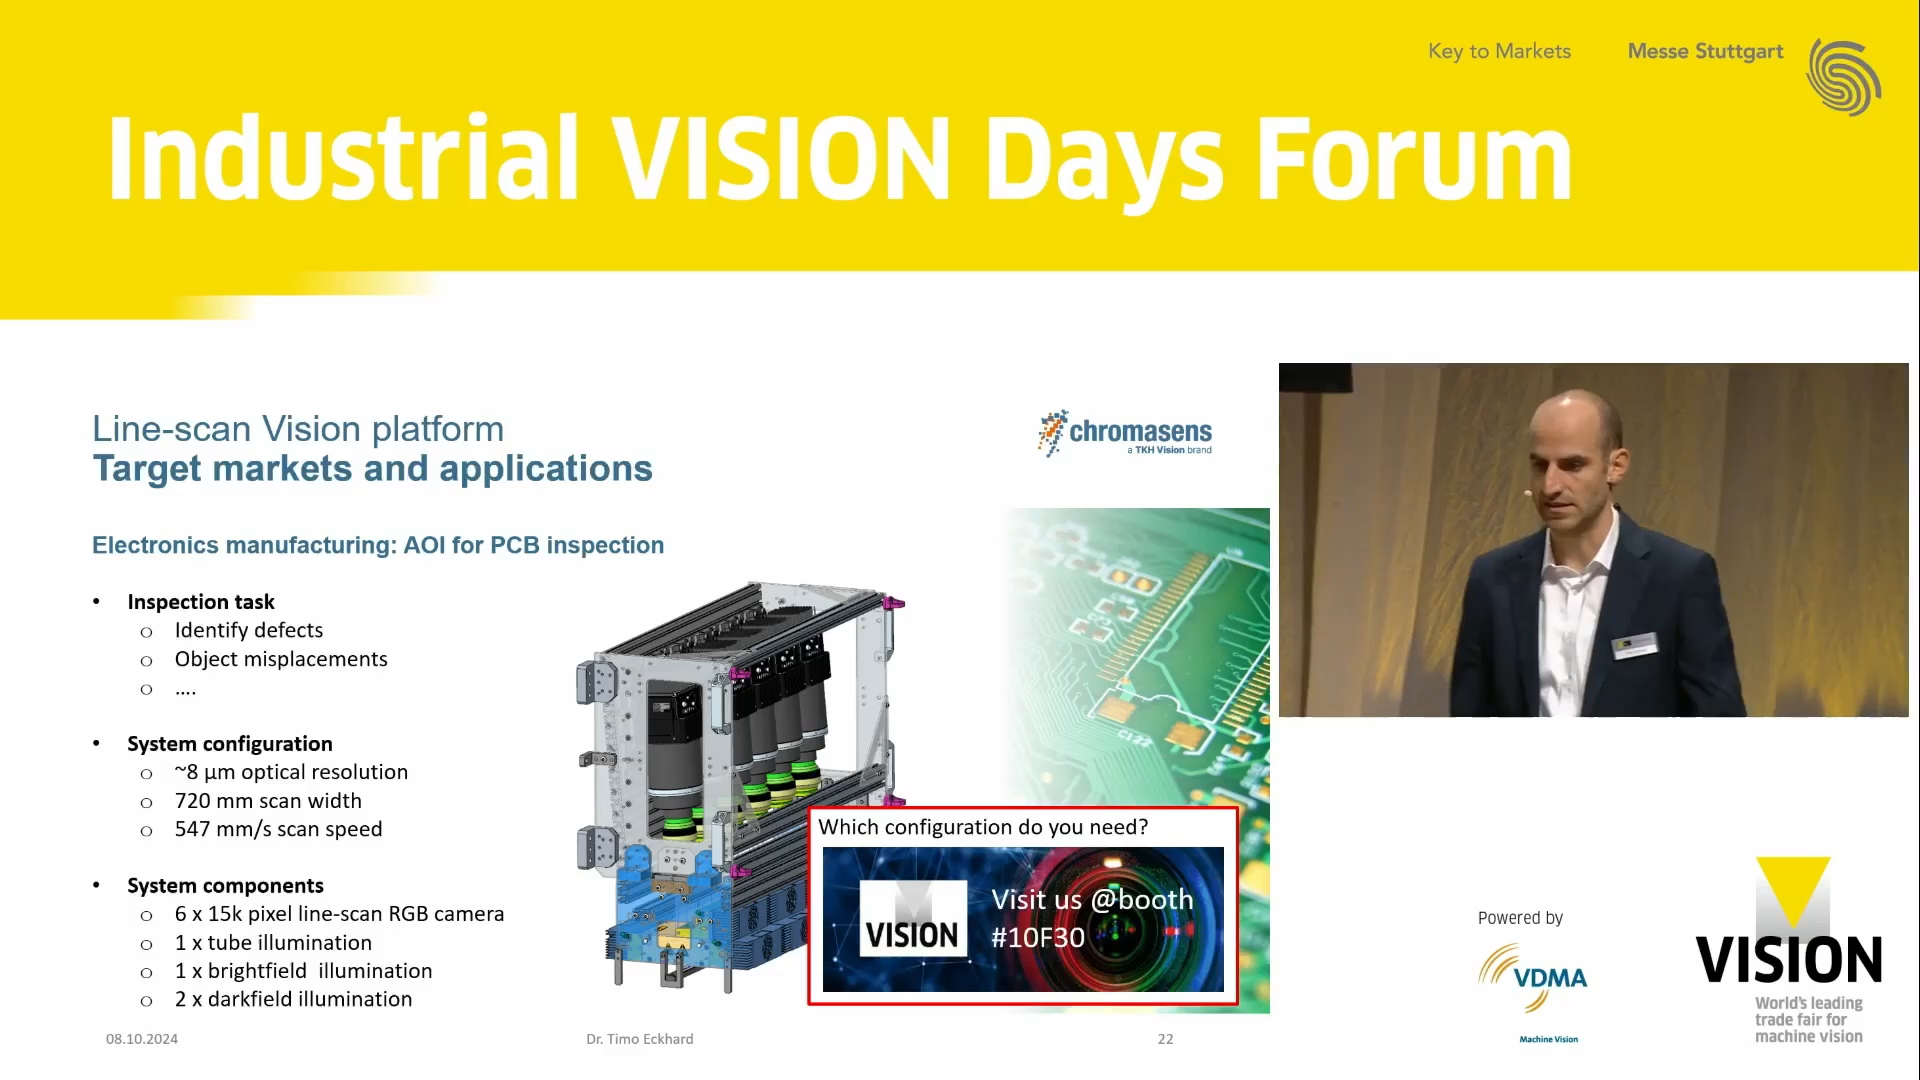 Key to Markets
Messe Stuttgart
Industrial VISION Days Forum
Line-scan Vision platform
Target markets and applications
chromasens
a TKH Vision brand
Electronics manufacturing: AOI for PCB inspection
• Inspection task
o Identify defects
o Object misplacements
o ....
• System configuration
o ~8 µm optical resolution
o 720 mm scan width
o 547 mm/s scan speed
• System components
o 6 x 15k pixel line-scan RGB camera
o 1 x tube illumination
o 1 x brightfield illumination
o 2 x darkfield illumination
C122
Which configuration do you need?
VISION
Visit us @booth
#10F30
08.10.2024
Dr. Timo Eckhard
22
Powered by
VDMA
Machine Vision
VISION
World's leading
trade fair for
machine vision